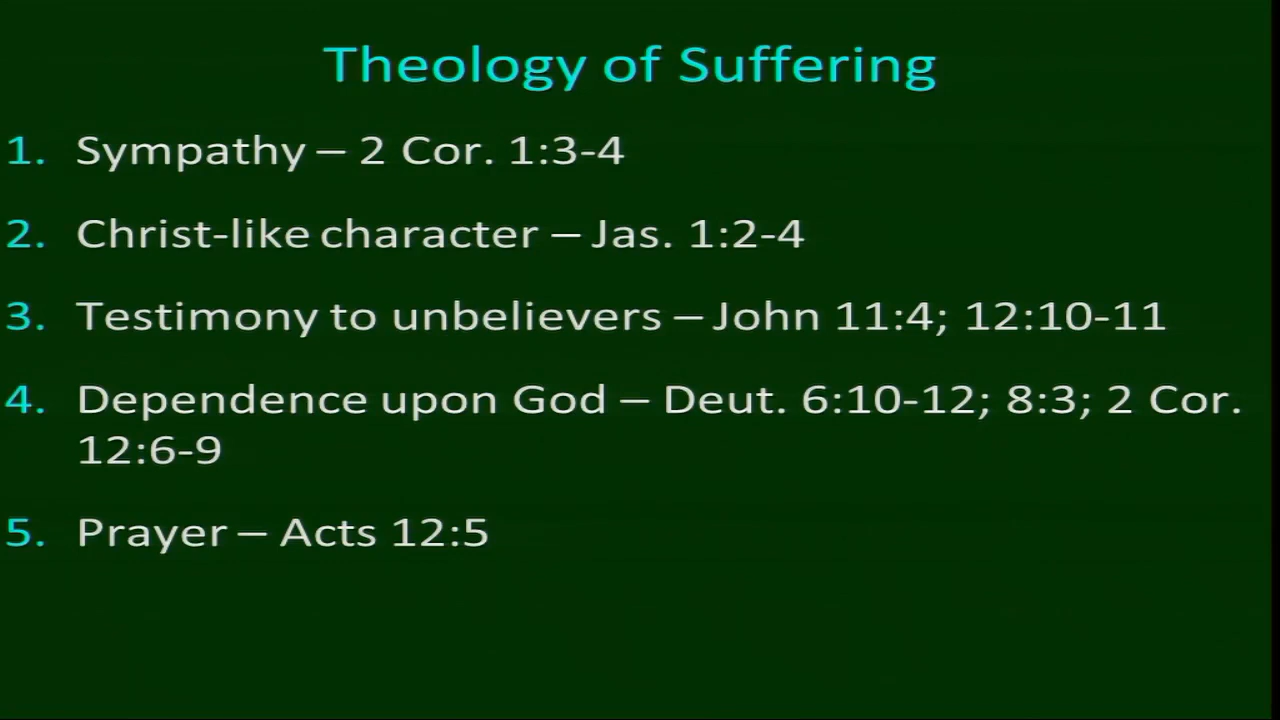 Theology of Suffering
1. Sympathy – 2 Cor. 1:3-4
2. Christ-like character – Jas. 1:2-4
3. Testimony to unbelievers – John 11:4; 12:10-11
4. Dependence upon God – Deut. 6:10-12; 8:3; 2 Cor.
12:6-9
5. Prayer – Acts 12:5